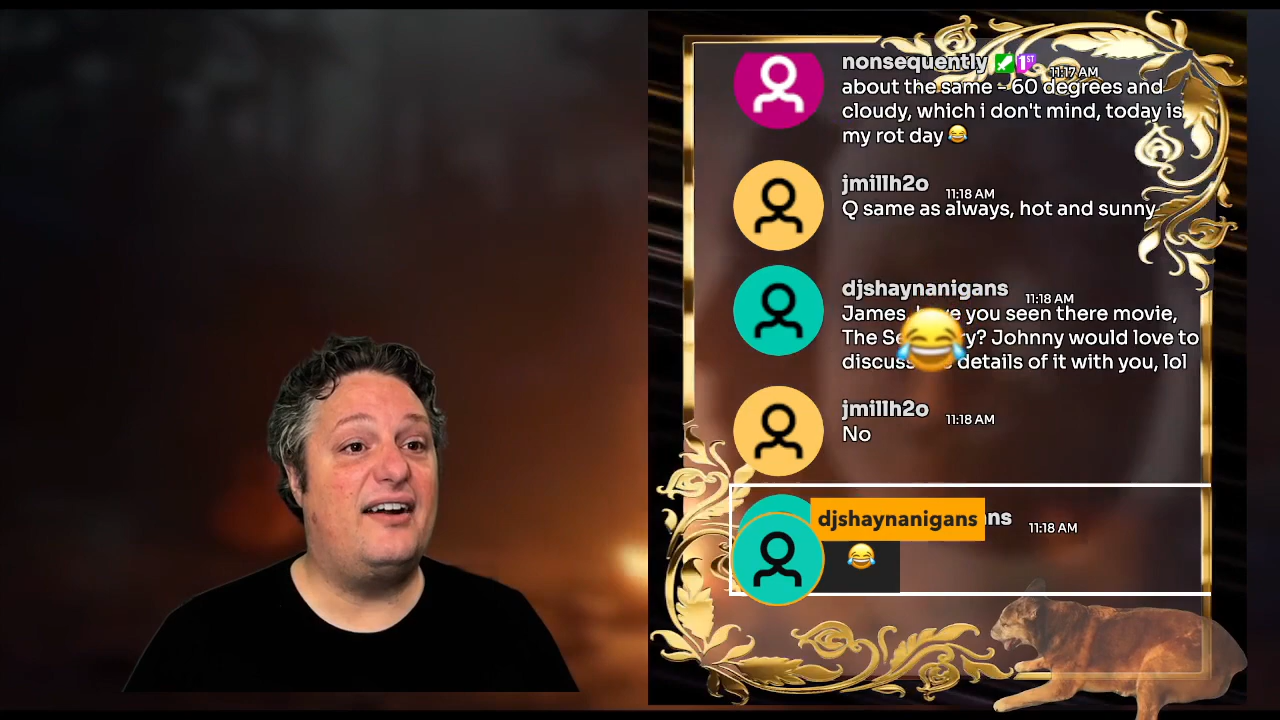 nonsequently 1ST 11:17 AM
about the same - 60 degrees and
cloudy, which i don't mind, today is
my rot day 😂
jmillh2o 11:18 AM
Q same as always, hot and sunny
djshaynanigans 11:18 AM
James, you seen there movie,
The Johnny would love to
details of it with you, lol
jmillh2o 11:18 AM
No
djshaynanigans 11:18 AM
😂